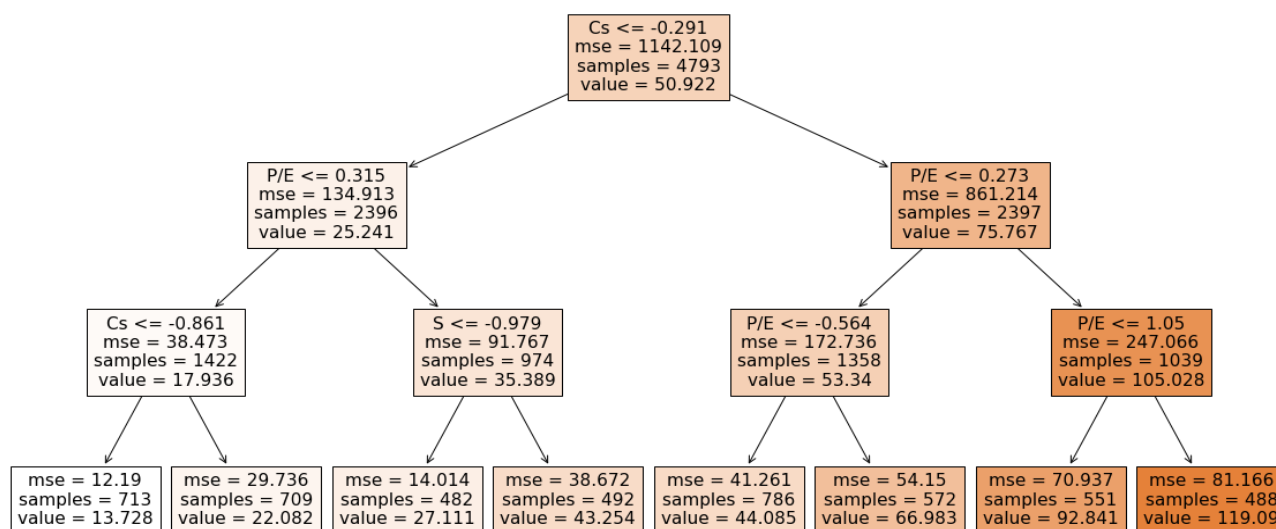 Cs <= -0.291
mse = 1142.109
samples = 4793
value = 50.922
P/E <= 0.315
mse = 134.913
samples = 2396
value = 25.241
P/E <= 0.273
mse = 861.214
samples = 2397
value = 75.767
Cs <= -0.861
mse = 38.473
samples = 1422
value = 17.936
S <= -0.979
mse = 91.767
samples = 974
value = 35.389
P/E <= -0.564
mse = 172.736
samples = 1358
value = 53.34
P/E <= 1.05
mse = 247.066
samples = 1039
value = 105.028
mse = 12.19
samples = 713
value = 13.728
mse = 29.736
samples = 709
value = 22.082
mse = 14.014
samples = 482
value = 27.111
mse = 38.672
samples = 492
value = 43.254
mse = 41.261
samples = 786
value = 44.085
mse = 54.15
samples = 572
value = 66.983
mse = 70.937
samples = 551
value = 92.841
mse = 81.166
samples = 488
value = 119.09